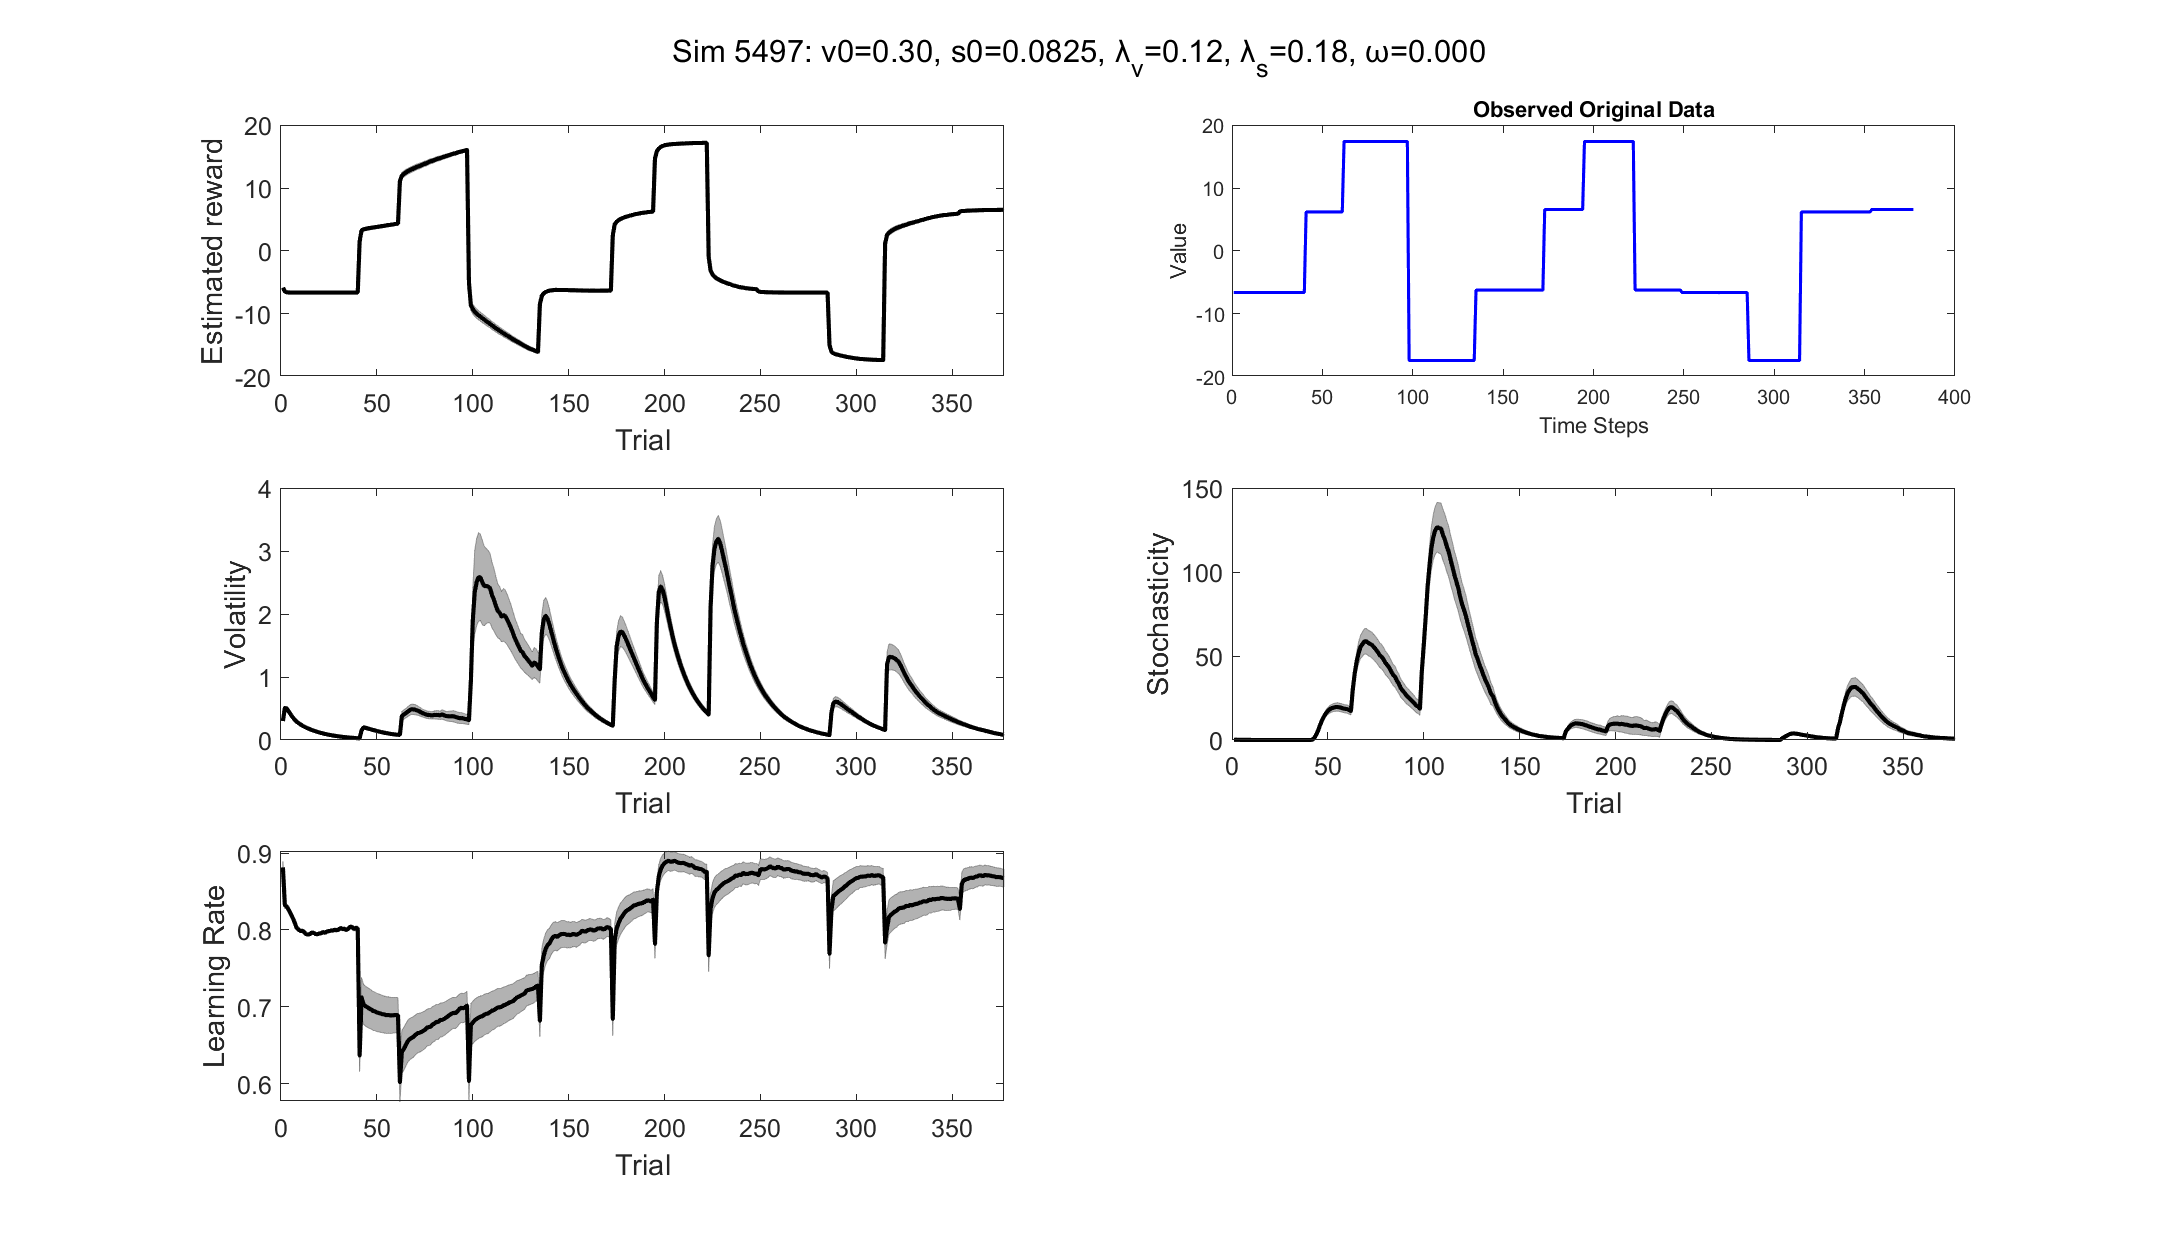 Sim 5497: v0=0.30, s0=0.0825, λv=0.12, λs=0.18, ω=0.000
20
10
0
-10
-20
Estimated reward
0 50 100 150 200 250 300 350
Trial
Observed Original Data
20
10
0
-10
-20
Value
0 50 100 150 200 250 300 350 400
Time Steps
4
3
2
1
0
Volatility
0 50 100 150 200 250 300 350
Trial
150
100
50
0
Stochasticity
0 50 100 150 200 250 300 350
Trial
0.9
0.8
0.7
0.6
Learning Rate
0 50 100 150 200 250 300 350
Trial